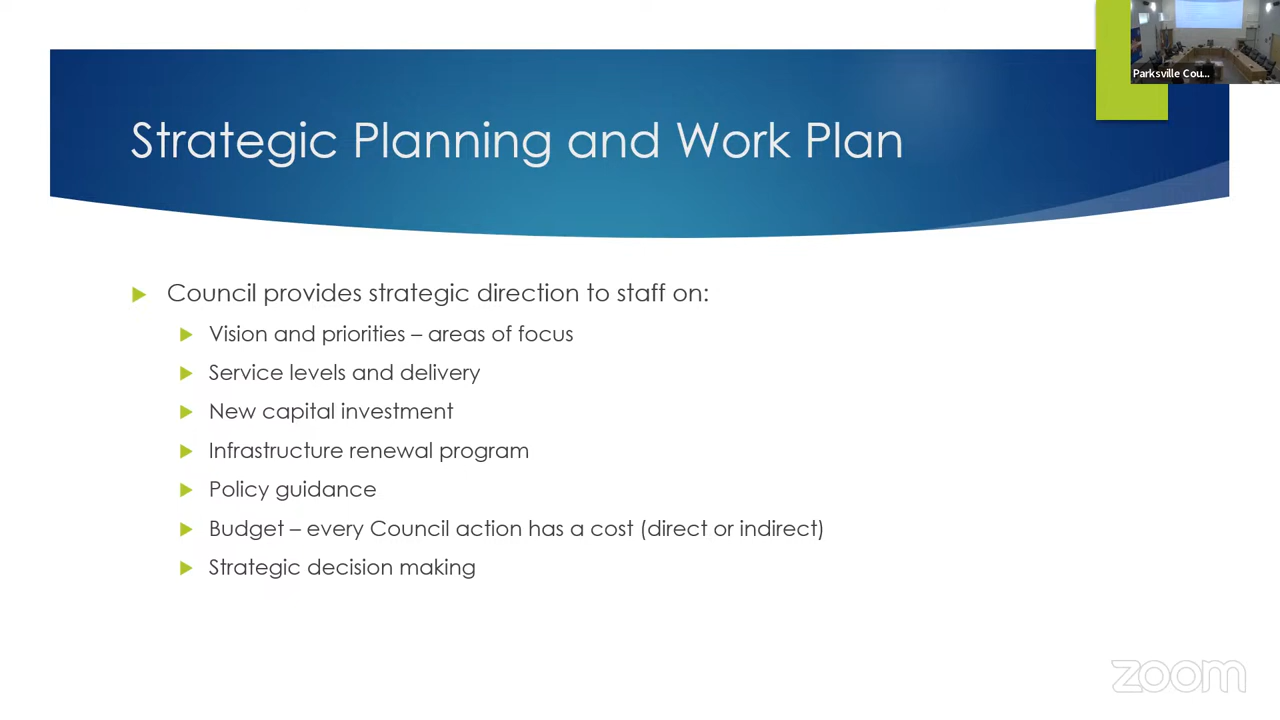 Parksville Cou...
Strategic Planning and Work Plan
Council provides strategic direction to staff on:
Vision and priorities – areas of focus
Service levels and delivery
New capital investment
Infrastructure renewal program
Policy guidance
Budget – every Council action has a cost (direct or indirect)
Strategic decision making
zoom